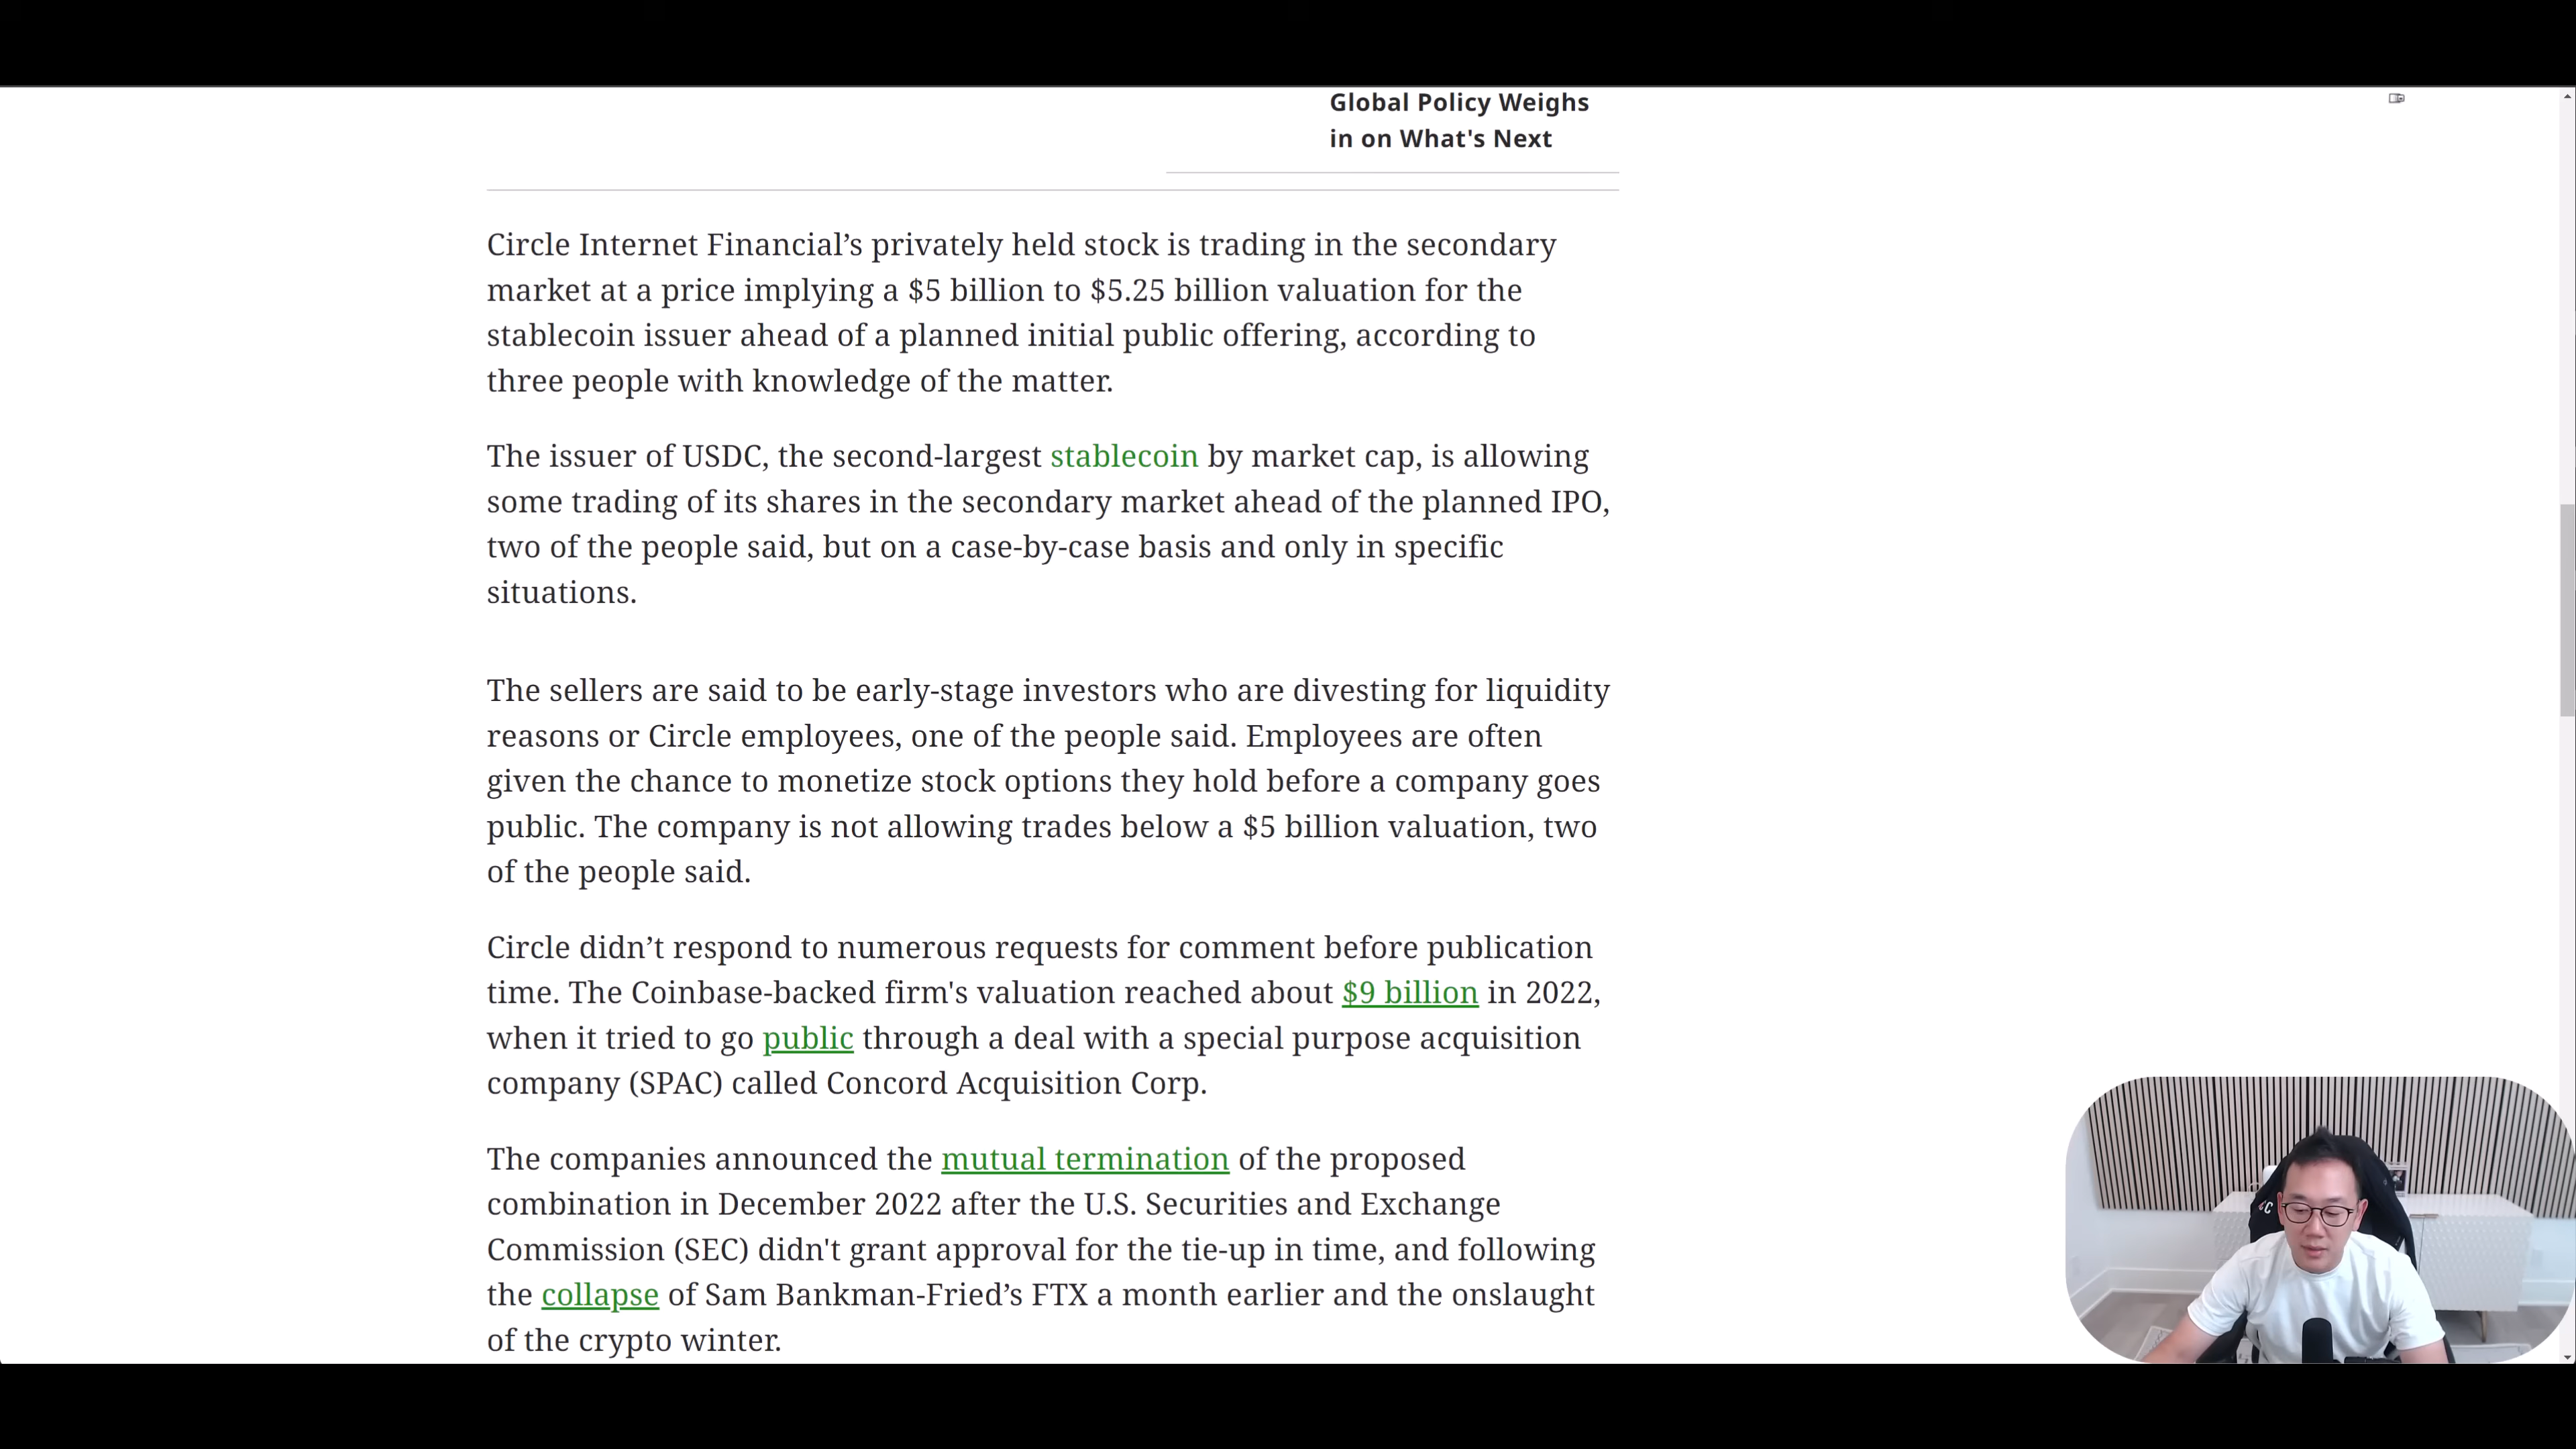 Global Policy Weighs
in on What's Next
Circle Internet Financial’s privately held stock is trading in the secondary
market at a price implying a $5 billion to $5.25 billion valuation for the
stablecoin issuer ahead of a planned initial public offering, according to
three people with knowledge of the matter.
The issuer of USDC, the second-largest stablecoin by market cap, is allowing
some trading of its shares in the secondary market ahead of the planned IPO,
two of the people said, but on a case-by-case basis and only in specific
situations.
The sellers are said to be early-stage investors who are divesting for liquidity
reasons or Circle employees, one of the people said. Employees are often
given the chance to monetize stock options they hold before a company goes
public. The company is not allowing trades below a $5 billion valuation, two
of the people said.
Circle didn’t respond to numerous requests for comment before publication
time. The Coinbase-backed firm's valuation reached about $9 billion in 2022,
when it tried to go public through a deal with a special purpose acquisition
company (SPAC) called Concord Acquisition Corp.
The companies announced the mutual termination of the proposed
combination in December 2022 after the U.S. Securities and Exchange
Commission (SEC) didn't grant approval for the tie-up in time, and following
the collapse of Sam Bankman-Fried’s FTX a month earlier and the onslaught
of the crypto winter.